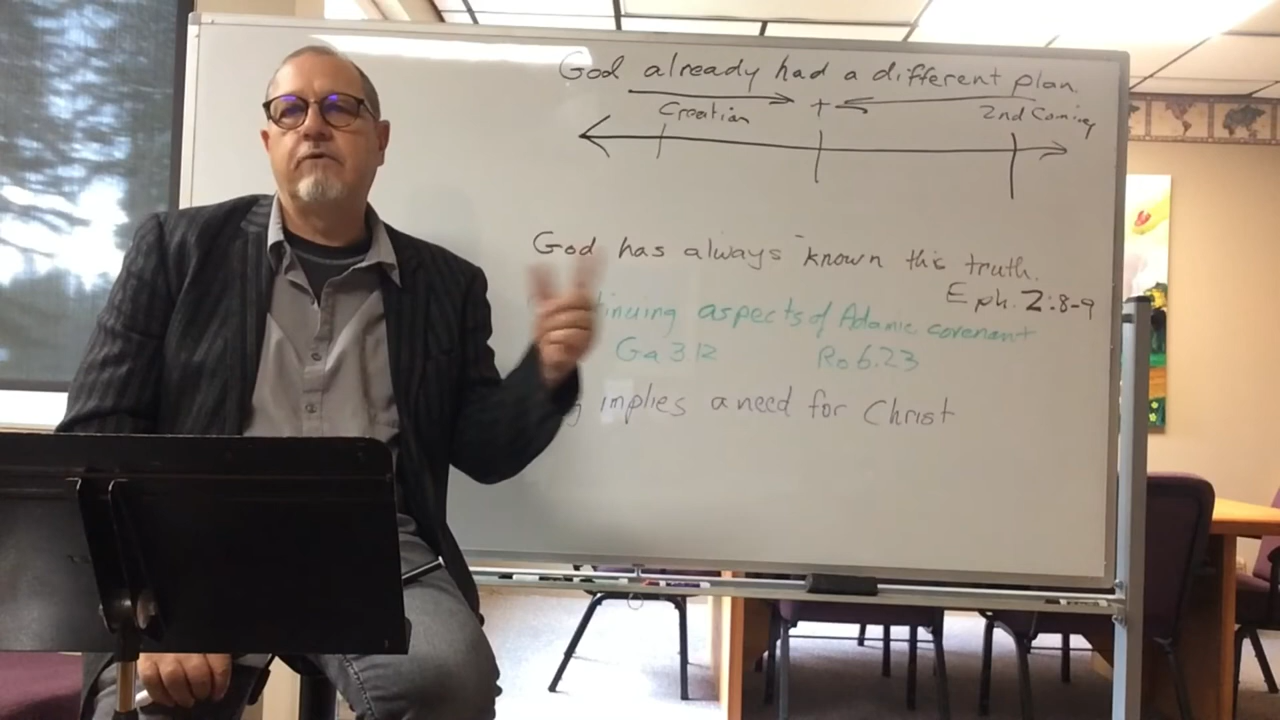 God already had a different plan.
Creation + 2nd Coming
God has always known this truth.
Eph. 2:8-9
aspects of Adamic covenant
Ga 3.12 Ro 6.23
implies a need for Christ